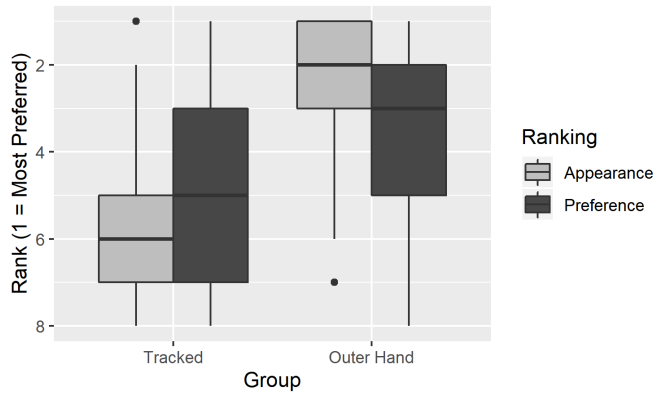 Rank (1 = Most Preferred)
2
4
6
8
Tracked
Outer Hand
Group
Ranking
Appearance
Preference